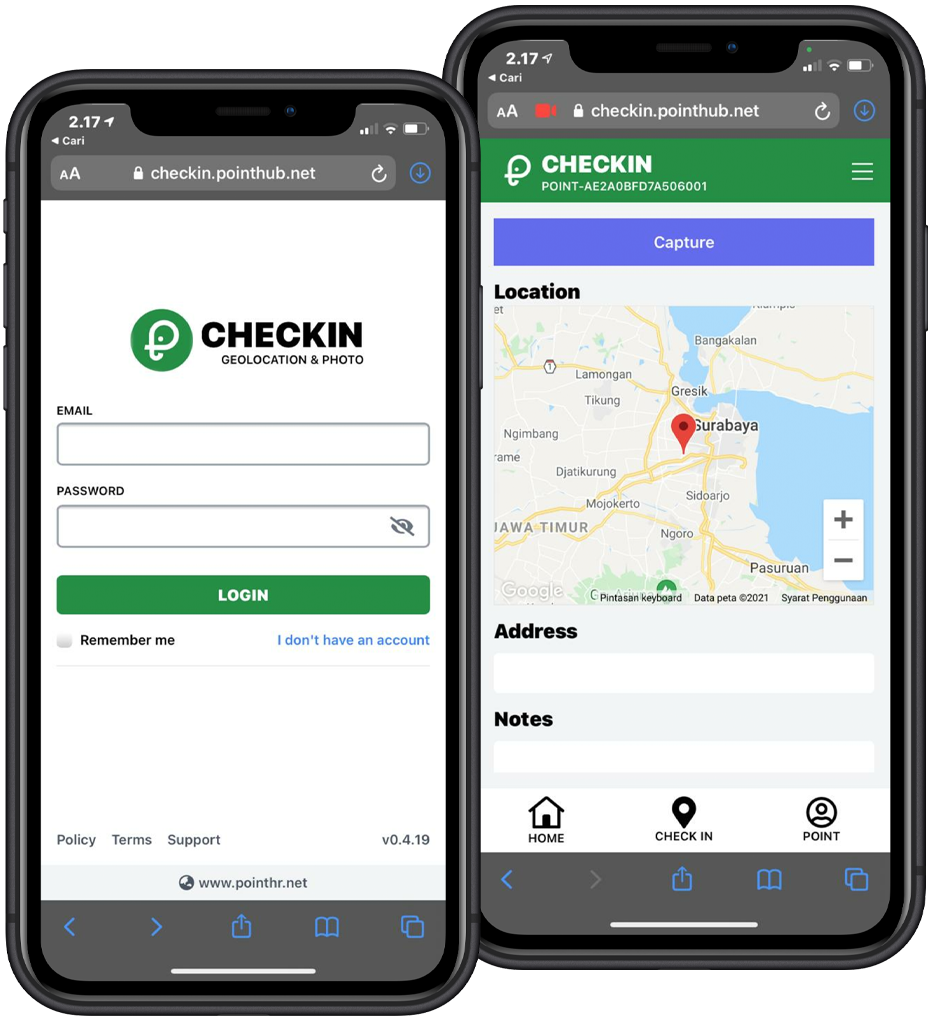 2.17
Cari
AA checkin.pointhub.net
CHECKIN
GEOLOCATION & PHOTO
EMAIL
PASSWORD
LOGIN
Remember me I don't have an account
Policy Terms Support v0.4.19
www.pointhr.net
2.17
Cari
AA checkin.pointhub.net
CHECKIN
POINT-AE2A0BFD7A506001
Capture
Location
et
Bangakalan
1
Lamongan
Gresik
Tikung
Surabaya
Ngimbang
rame
Djatikurung
Sidoarjo
Mojokerto
JAWA TIMUR
Ngoro
+
Pasuruan
−
Google
Pintasan keyboard Data peta ©2021 Syarat Penggunaan
Address
Notes
HOME CHECK IN POINT